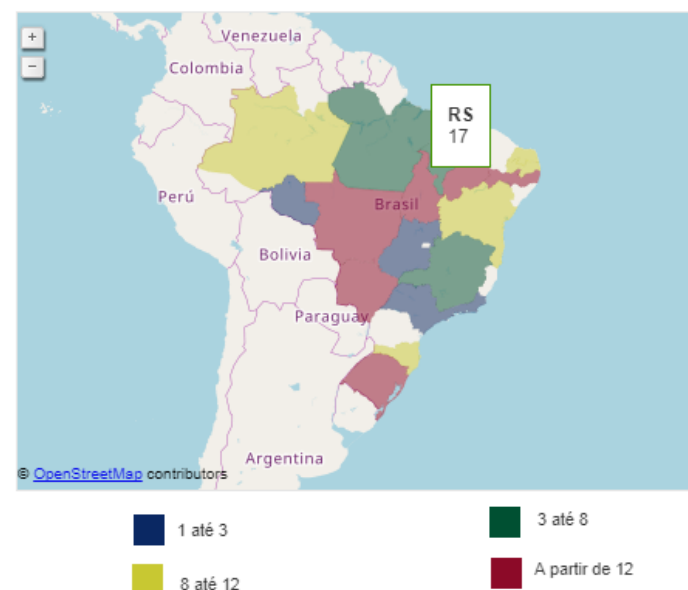 +
Venezuela
−
Colombia
RS
17
Perú
Brasil
Bolivia
Paraguay
Argentina
© OpenStreetMap contributors
1 até 3
3 até 8
8 até 12
A partir de 12